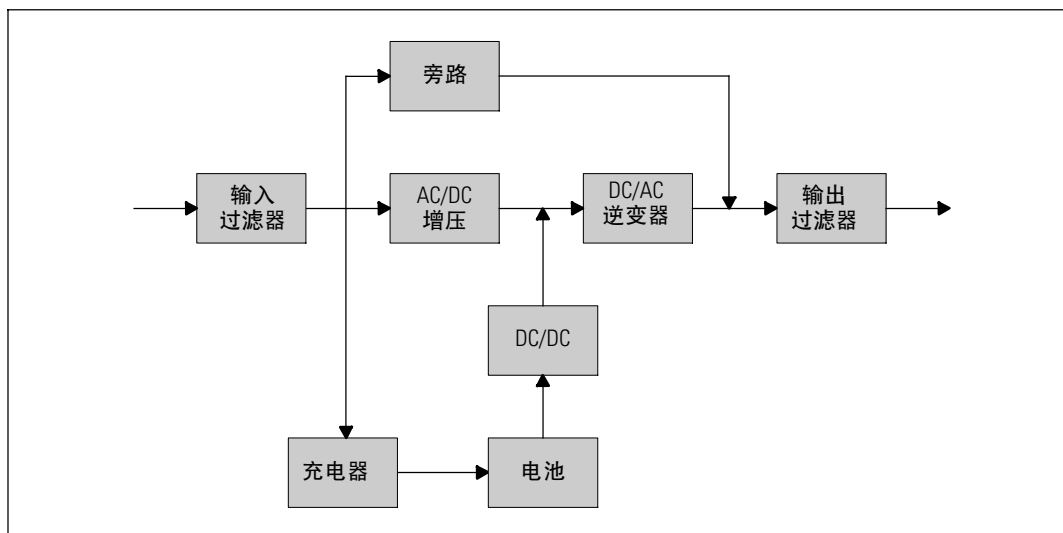 旁路
输入
过滤器
AC/DC
增压
DC/AC
逆变器
输出
过滤器
DC/DC
充电器
电池